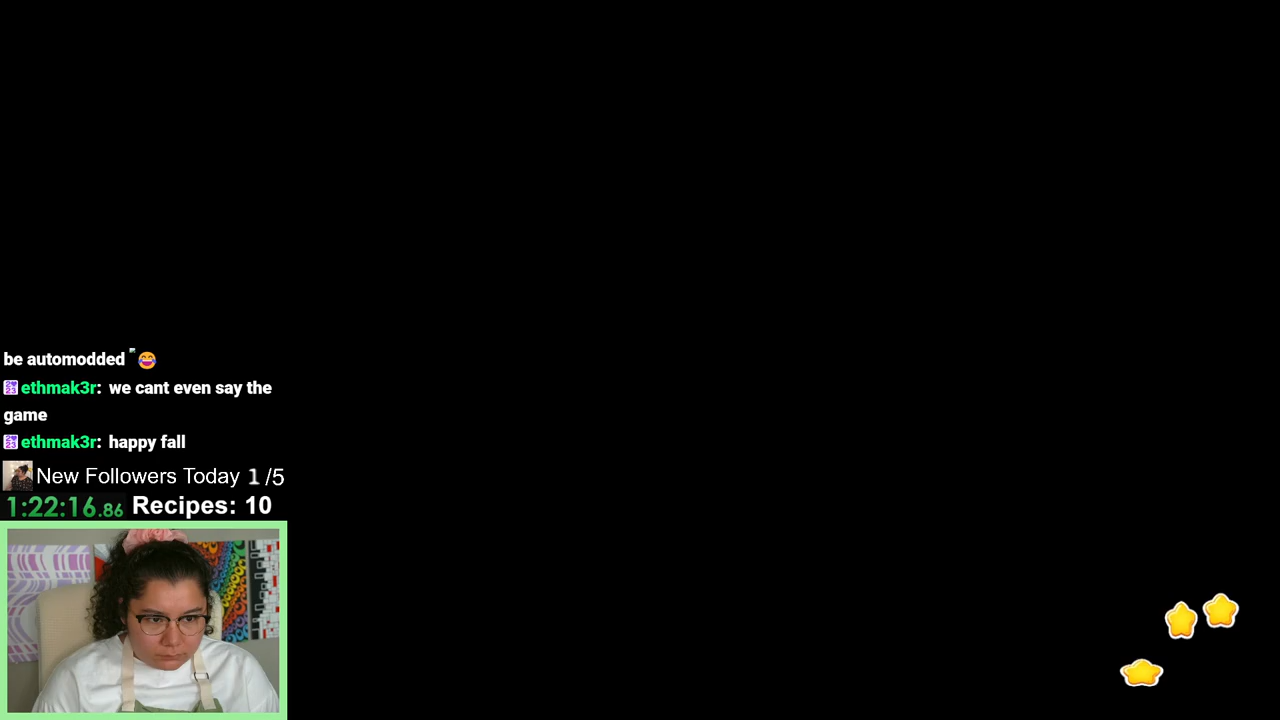 be automodded 😂
ethmak3r: we cant even say the
game
ethmak3r: happy fall
New Followers Today 1 /5
1:22:16.86 Recipes: 10